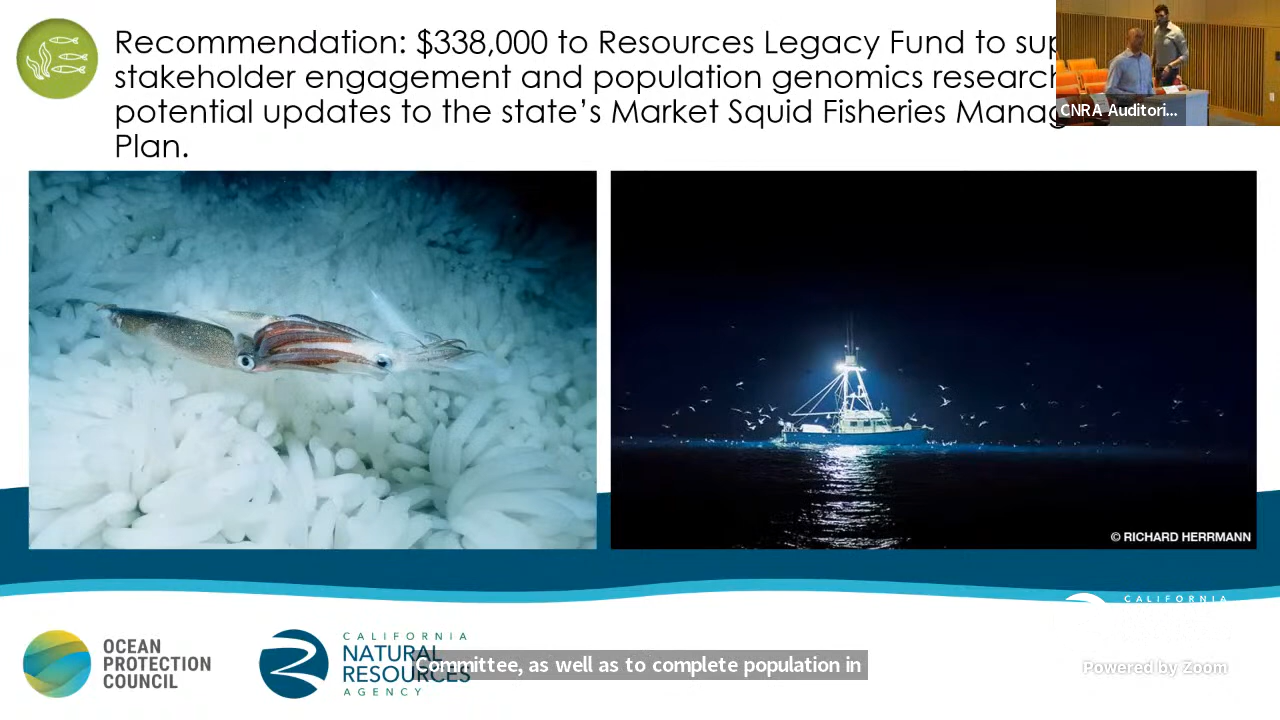 Recommendation: $338,000 to Resources Legacy Fund to
stakeholder engagement and population genomics research
potential updates to the state's Market Squid Fisheries
Plan.
CNRA Auditori...
© RICHARD HERRMANN
CALIFORNIA
OCEAN
PROTECTION
COUNCIL
CALIFORNIA
NATURAL
RESOURCES
AGENCY
Committee, as well as to complete population in
Powered by Zoom